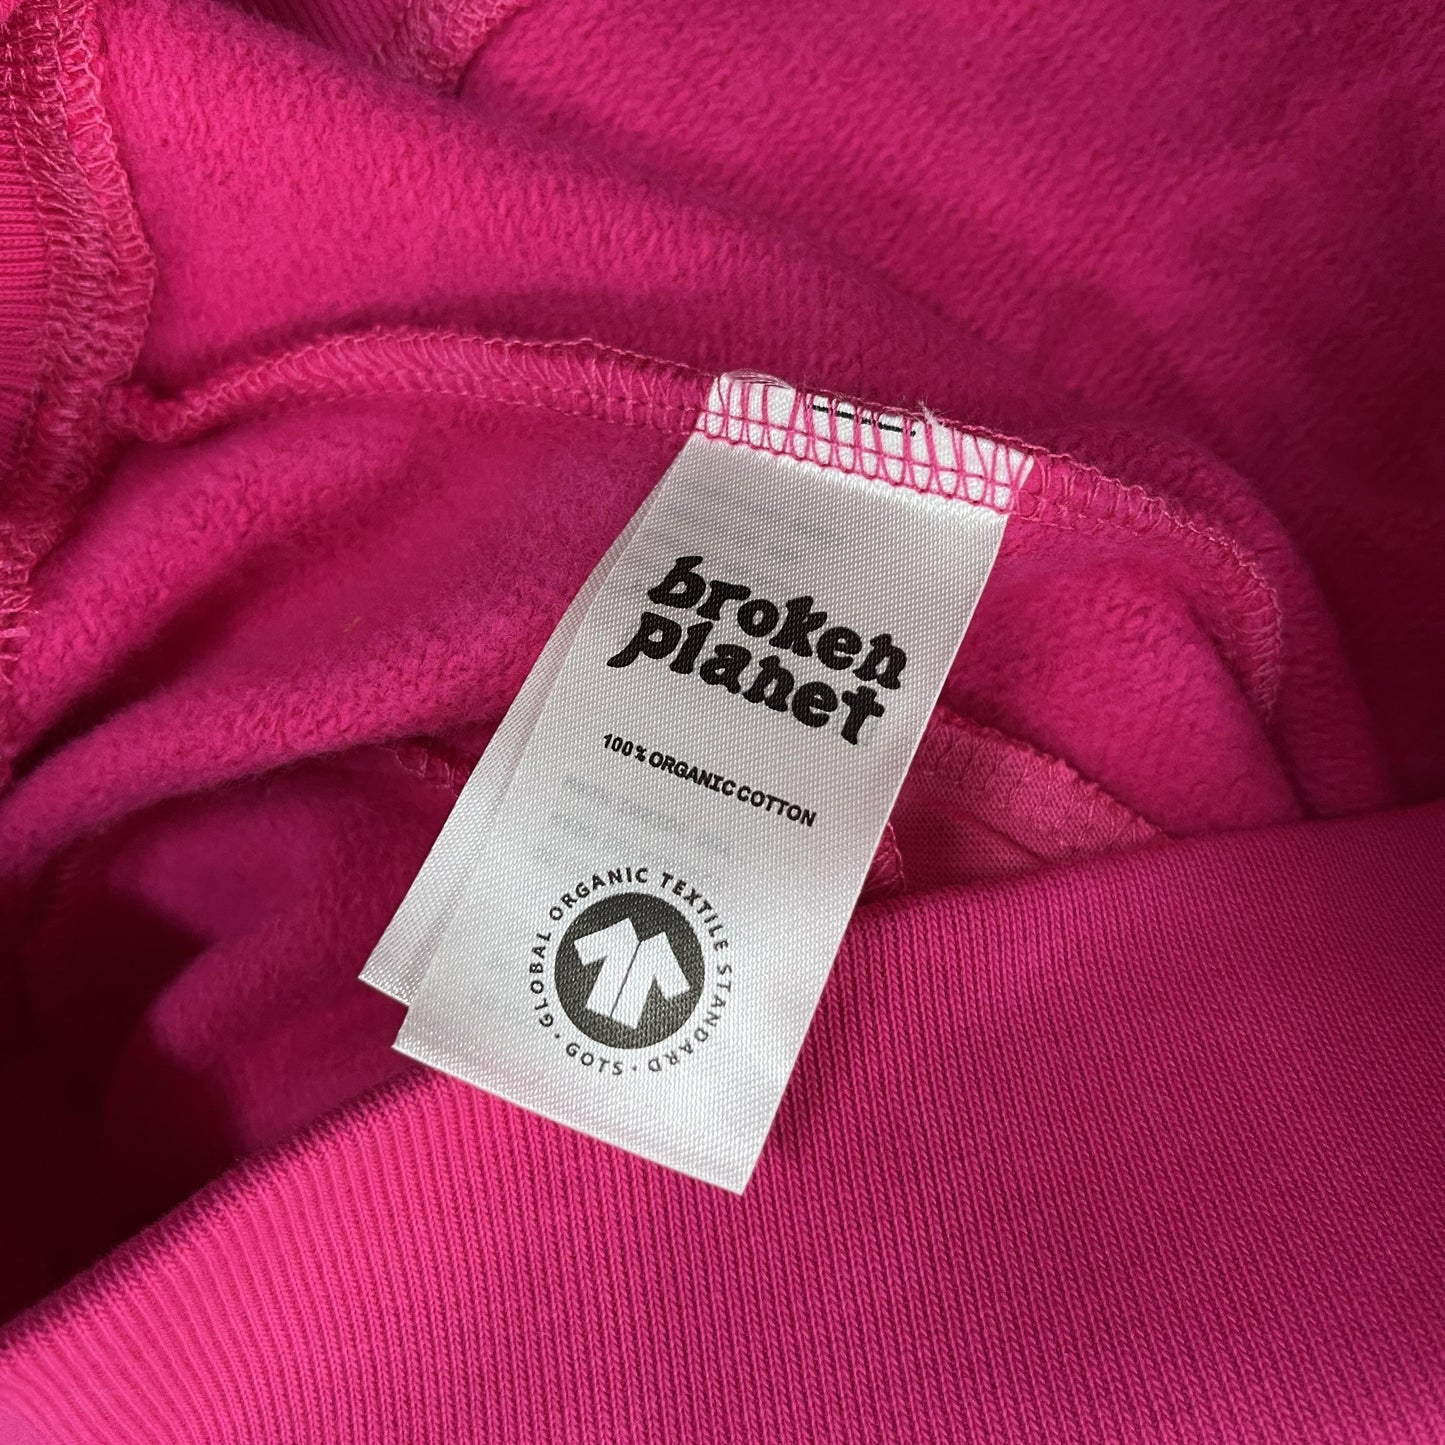 broken
planet
100% ORGANIC COTTON
GLOBAL ORGANIC TEXTILE STANDARD · GOTS ·